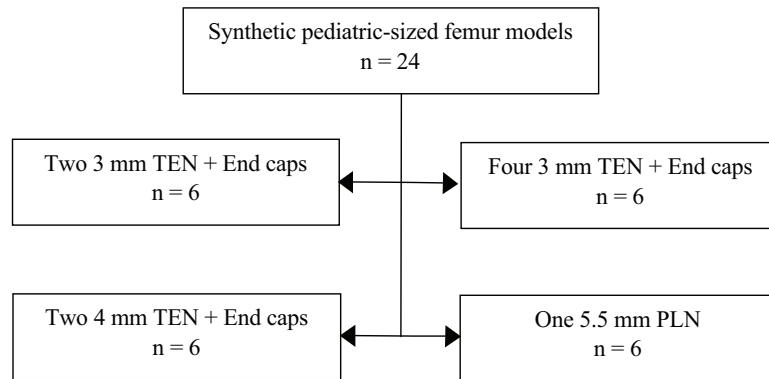 Synthetic pediatric-sized femur models
n = 24
Two 3 mm TEN + End caps
n = 6
Four 3 mm TEN + End caps
n = 6
Two 4 mm TEN + End caps
n = 6
One 5.5 mm PLN
n = 6